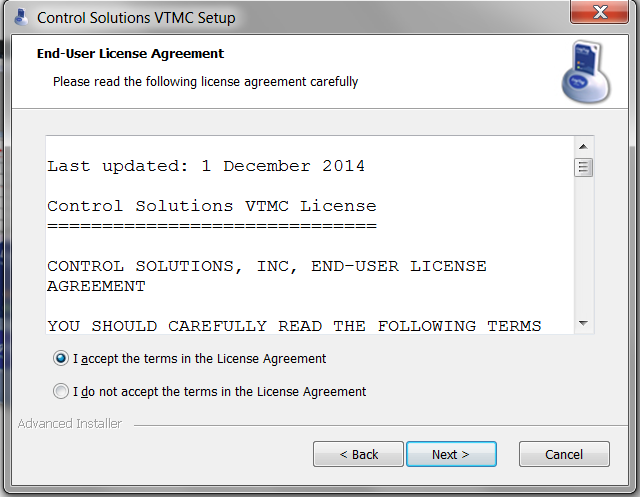 Control Solutions VTMC Setup
End-User License Agreement
Please read the following license agreement carefully
Last updated: 1 December 2014
Control Solutions VTMC License
==============================
CONTROL SOLUTIONS, INC, END-USER LICENSE
AGREEMENT
YOU SHOULD CAREFULLY READ THE FOLLOWING TERMS
I accept the terms in the License Agreement
I do not accept the terms in the License Agreement
Advanced Installer
< Back Next > Cancel